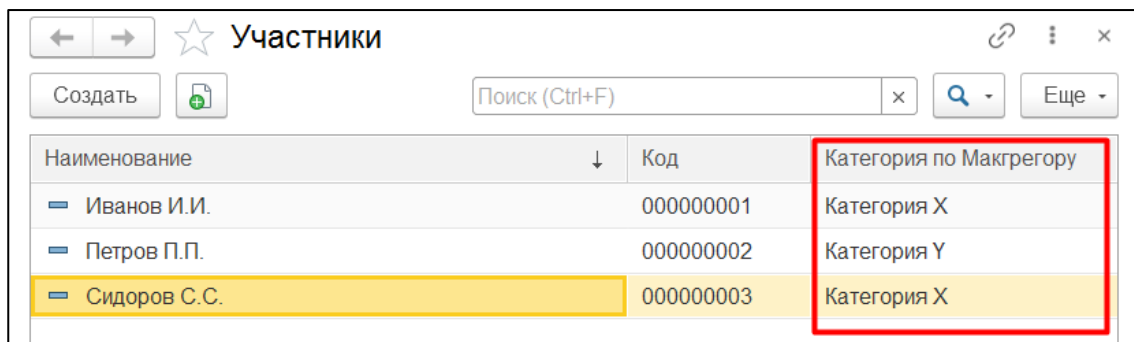 Участники
Создать Поиск (Ctrl+F) Еще
Наименование Код Категория по Макгрегору
Иванов И.И. 000000001 Категория X
Петров П.П. 000000002 Категория Y
Сидоров С.С. 000000003 Категория X